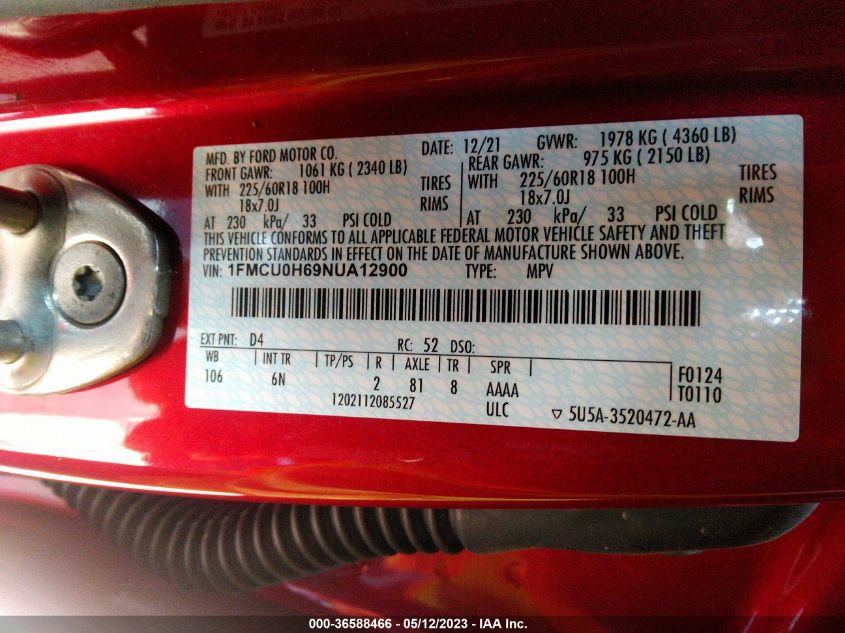 MFD. BY FORD MOTOR CO.
DATE: 12/21 GVWR: 1978 KG ( 4360 LB)
FRONT GAWR: 1061 KG ( 2340 LB)
REAR GAWR: 975 KG ( 2150 LB)
WITH 225/60R18 100H TIRES
WITH 225/60R18 100H TIRES
18x7.0J RIMS
18x7.0J RIMS
AT 230 kPa/ 33 PSI COLD
AT 230 kPa/ 33 PSI COLD
THIS VEHICLE CONFORMS TO ALL APPLICABLE FEDERAL MOTOR VEHICLE SAFETY AND THEFT
PREVENTION STANDARDS IN EFFECT ON THE DATE OF MANUFACTURE SHOWN ABOVE.
VIN: 1FMCU0H69NUA12900 TYPE: MPV
EXT PNT: D4 RC: 52 DSO:
WB INT TR TP/PS R AXLE TR SPR
106 6N 2 81 8 AAAA
F0124
T0110
1202112085527 ULC
5U5A-3520472-AA
000-36588466 - 05/12/2023 - IAA Inc.